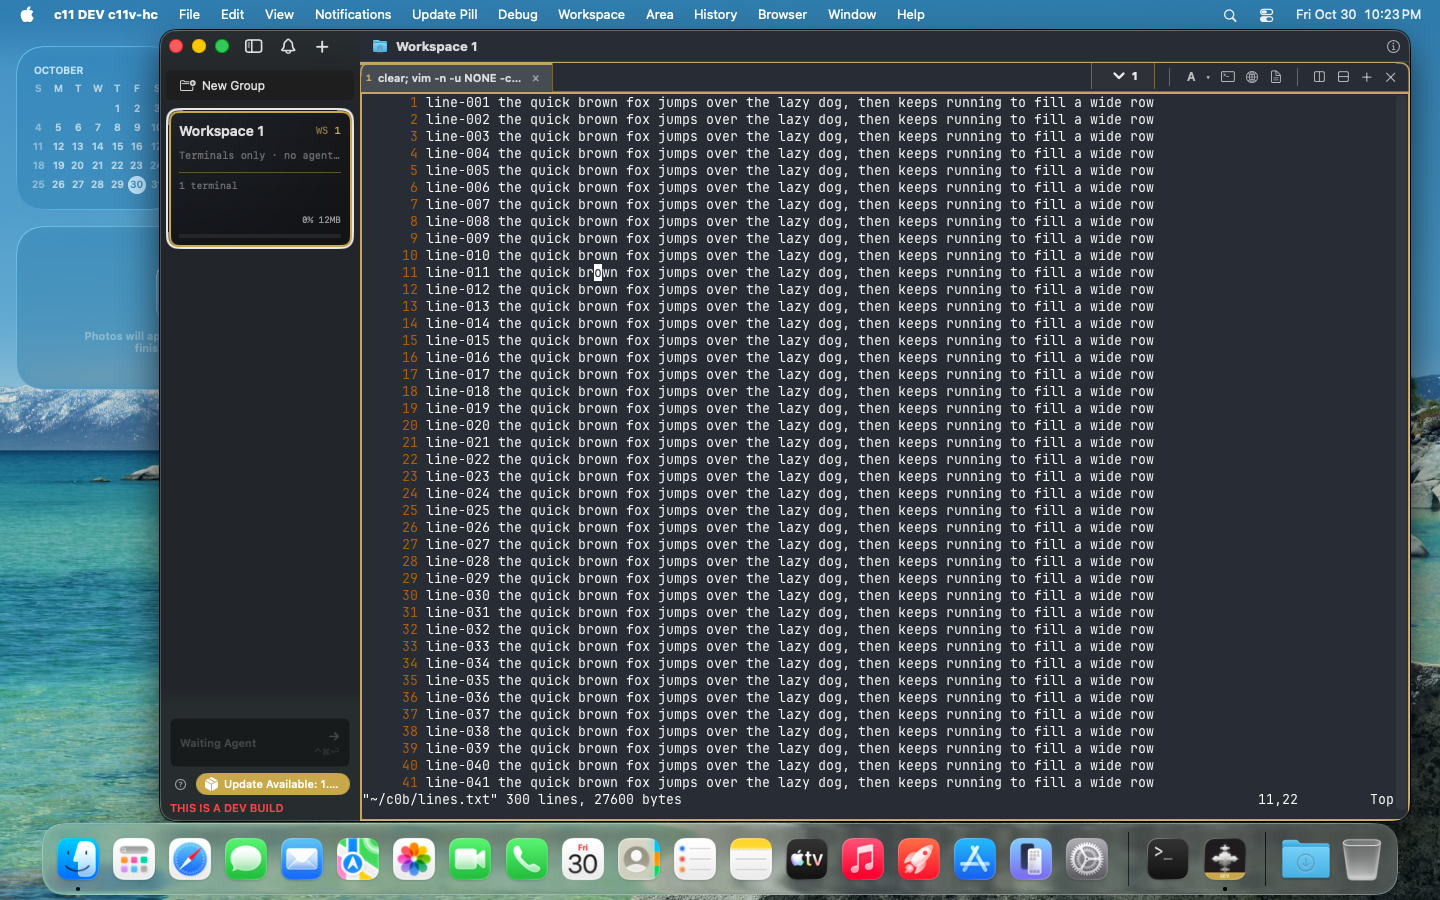 c11 DEV c11v-hc File Edit View Notifications Update Pill Debug Workspace Area History Browser Window Help Fri Oct 30 10:23 PM
OCTOBER
S M T W T F S
1 2
4 5 6 7 8 9
11 12 13 14 15 16
18 19 20 21 22 23
25 26 27 28 29 30
Photos will
finis
Workspace 1
New Group
1 clear; vim -n -u NONE -c... × 1 A
Workspace 1 WS 1
Terminals only · no agent…
1 terminal
0% 12MB
Waiting Agent
Update Available: 1....
THIS IS A DEV BUILD
1 line-001 the quick brown fox jumps over the lazy dog, then keeps running to fill a wide row
2 line-002 the quick brown fox jumps over the lazy dog, then keeps running to fill a wide row
3 line-003 the quick brown fox jumps over the lazy dog, then keeps running to fill a wide row
4 line-004 the quick brown fox jumps over the lazy dog, then keeps running to fill a wide row
5 line-005 the quick brown fox jumps over the lazy dog, then keeps running to fill a wide row
6 line-006 the quick brown fox jumps over the lazy dog, then keeps running to fill a wide row
7 line-007 the quick brown fox jumps over the lazy dog, then keeps running to fill a wide row
8 line-008 the quick brown fox jumps over the lazy dog, then keeps running to fill a wide row
9 line-009 the quick brown fox jumps over the lazy dog, then keeps running to fill a wide row
10 line-010 the quick brown fox jumps over the lazy dog, then keeps running to fill a wide row
11 line-011 the quick brown fox jumps over the lazy dog, then keeps running to fill a wide row
12 line-012 the quick brown fox jumps over the lazy dog, then keeps running to fill a wide row
13 line-013 the quick brown fox jumps over the lazy dog, then keeps running to fill a wide row
14 line-014 the quick brown fox jumps over the lazy dog, then keeps running to fill a wide row
15 line-015 the quick brown fox jumps over the lazy dog, then keeps running to fill a wide row
16 line-016 the quick brown fox jumps over the lazy dog, then keeps running to fill a wide row
17 line-017 the quick brown fox jumps over the lazy dog, then keeps running to fill a wide row
18 line-018 the quick brown fox jumps over the lazy dog, then keeps running to fill a wide row
19 line-019 the quick brown fox jumps over the lazy dog, then keeps running to fill a wide row
20 line-020 the quick brown fox jumps over the lazy dog, then keeps running to fill a wide row
21 line-021 the quick brown fox jumps over the lazy dog, then keeps running to fill a wide row
22 line-022 the quick brown fox jumps over the lazy dog, then keeps running to fill a wide row
23 line-023 the quick brown fox jumps over the lazy dog, then keeps running to fill a wide row
24 line-024 the quick brown fox jumps over the lazy dog, then keeps running to fill a wide row
25 line-025 the quick brown fox jumps over the lazy dog, then keeps running to fill a wide row
26 line-026 the quick brown fox jumps over the lazy dog, then keeps running to fill a wide row
27 line-027 the quick brown fox jumps over the lazy dog, then keeps running to fill a wide row
28 line-028 the quick brown fox jumps over the lazy dog, then keeps running to fill a wide row
29 line-029 the quick brown fox jumps over the lazy dog, then keeps running to fill a wide row
30 line-030 the quick brown fox jumps over the lazy dog, then keeps running to fill a wide row
31 line-031 the quick brown fox jumps over the lazy dog, then keeps running to fill a wide row
32 line-032 the quick brown fox jumps over the lazy dog, then keeps running to fill a wide row
33 line-033 the quick brown fox jumps over the lazy dog, then keeps running to fill a wide row
34 line-034 the quick brown fox jumps over the lazy dog, then keeps running to fill a wide row
35 line-035 the quick brown fox jumps over the lazy dog, then keeps running to fill a wide row
36 line-036 the quick brown fox jumps over the lazy dog, then keeps running to fill a wide row
37 line-037 the quick brown fox jumps over the lazy dog, then keeps running to fill a wide row
38 line-038 the quick brown fox jumps over the lazy dog, then keeps running to fill a wide row
39 line-039 the quick brown fox jumps over the lazy dog, then keeps running to fill a wide row
40 line-040 the quick brown fox jumps over the lazy dog, then keeps running to fill a wide row
41 line-041 the quick brown fox jumps over the lazy dog, then keeps running to fill a wide row
"~/c0b/lines.txt" 300 lines, 27600 bytes 11,22 Top
Fri
30
tv
>_
DEV